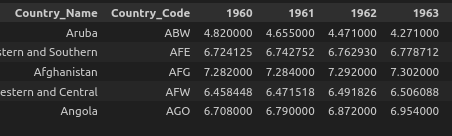 Country_Name Country_Code 1960 1961 1962 1963
Aruba ABW 4.820000 4.655000 4.471000 4.271000
stern and Southern AFE 6.724125 6.742752 6.762930 6.778712
Afghanistan AFG 7.282000 7.284000 7.292000 7.302000
estern and Central AFW 6.458448 6.471518 6.491826 6.506088
Angola AGO 6.708000 6.790000 6.872000 6.954000